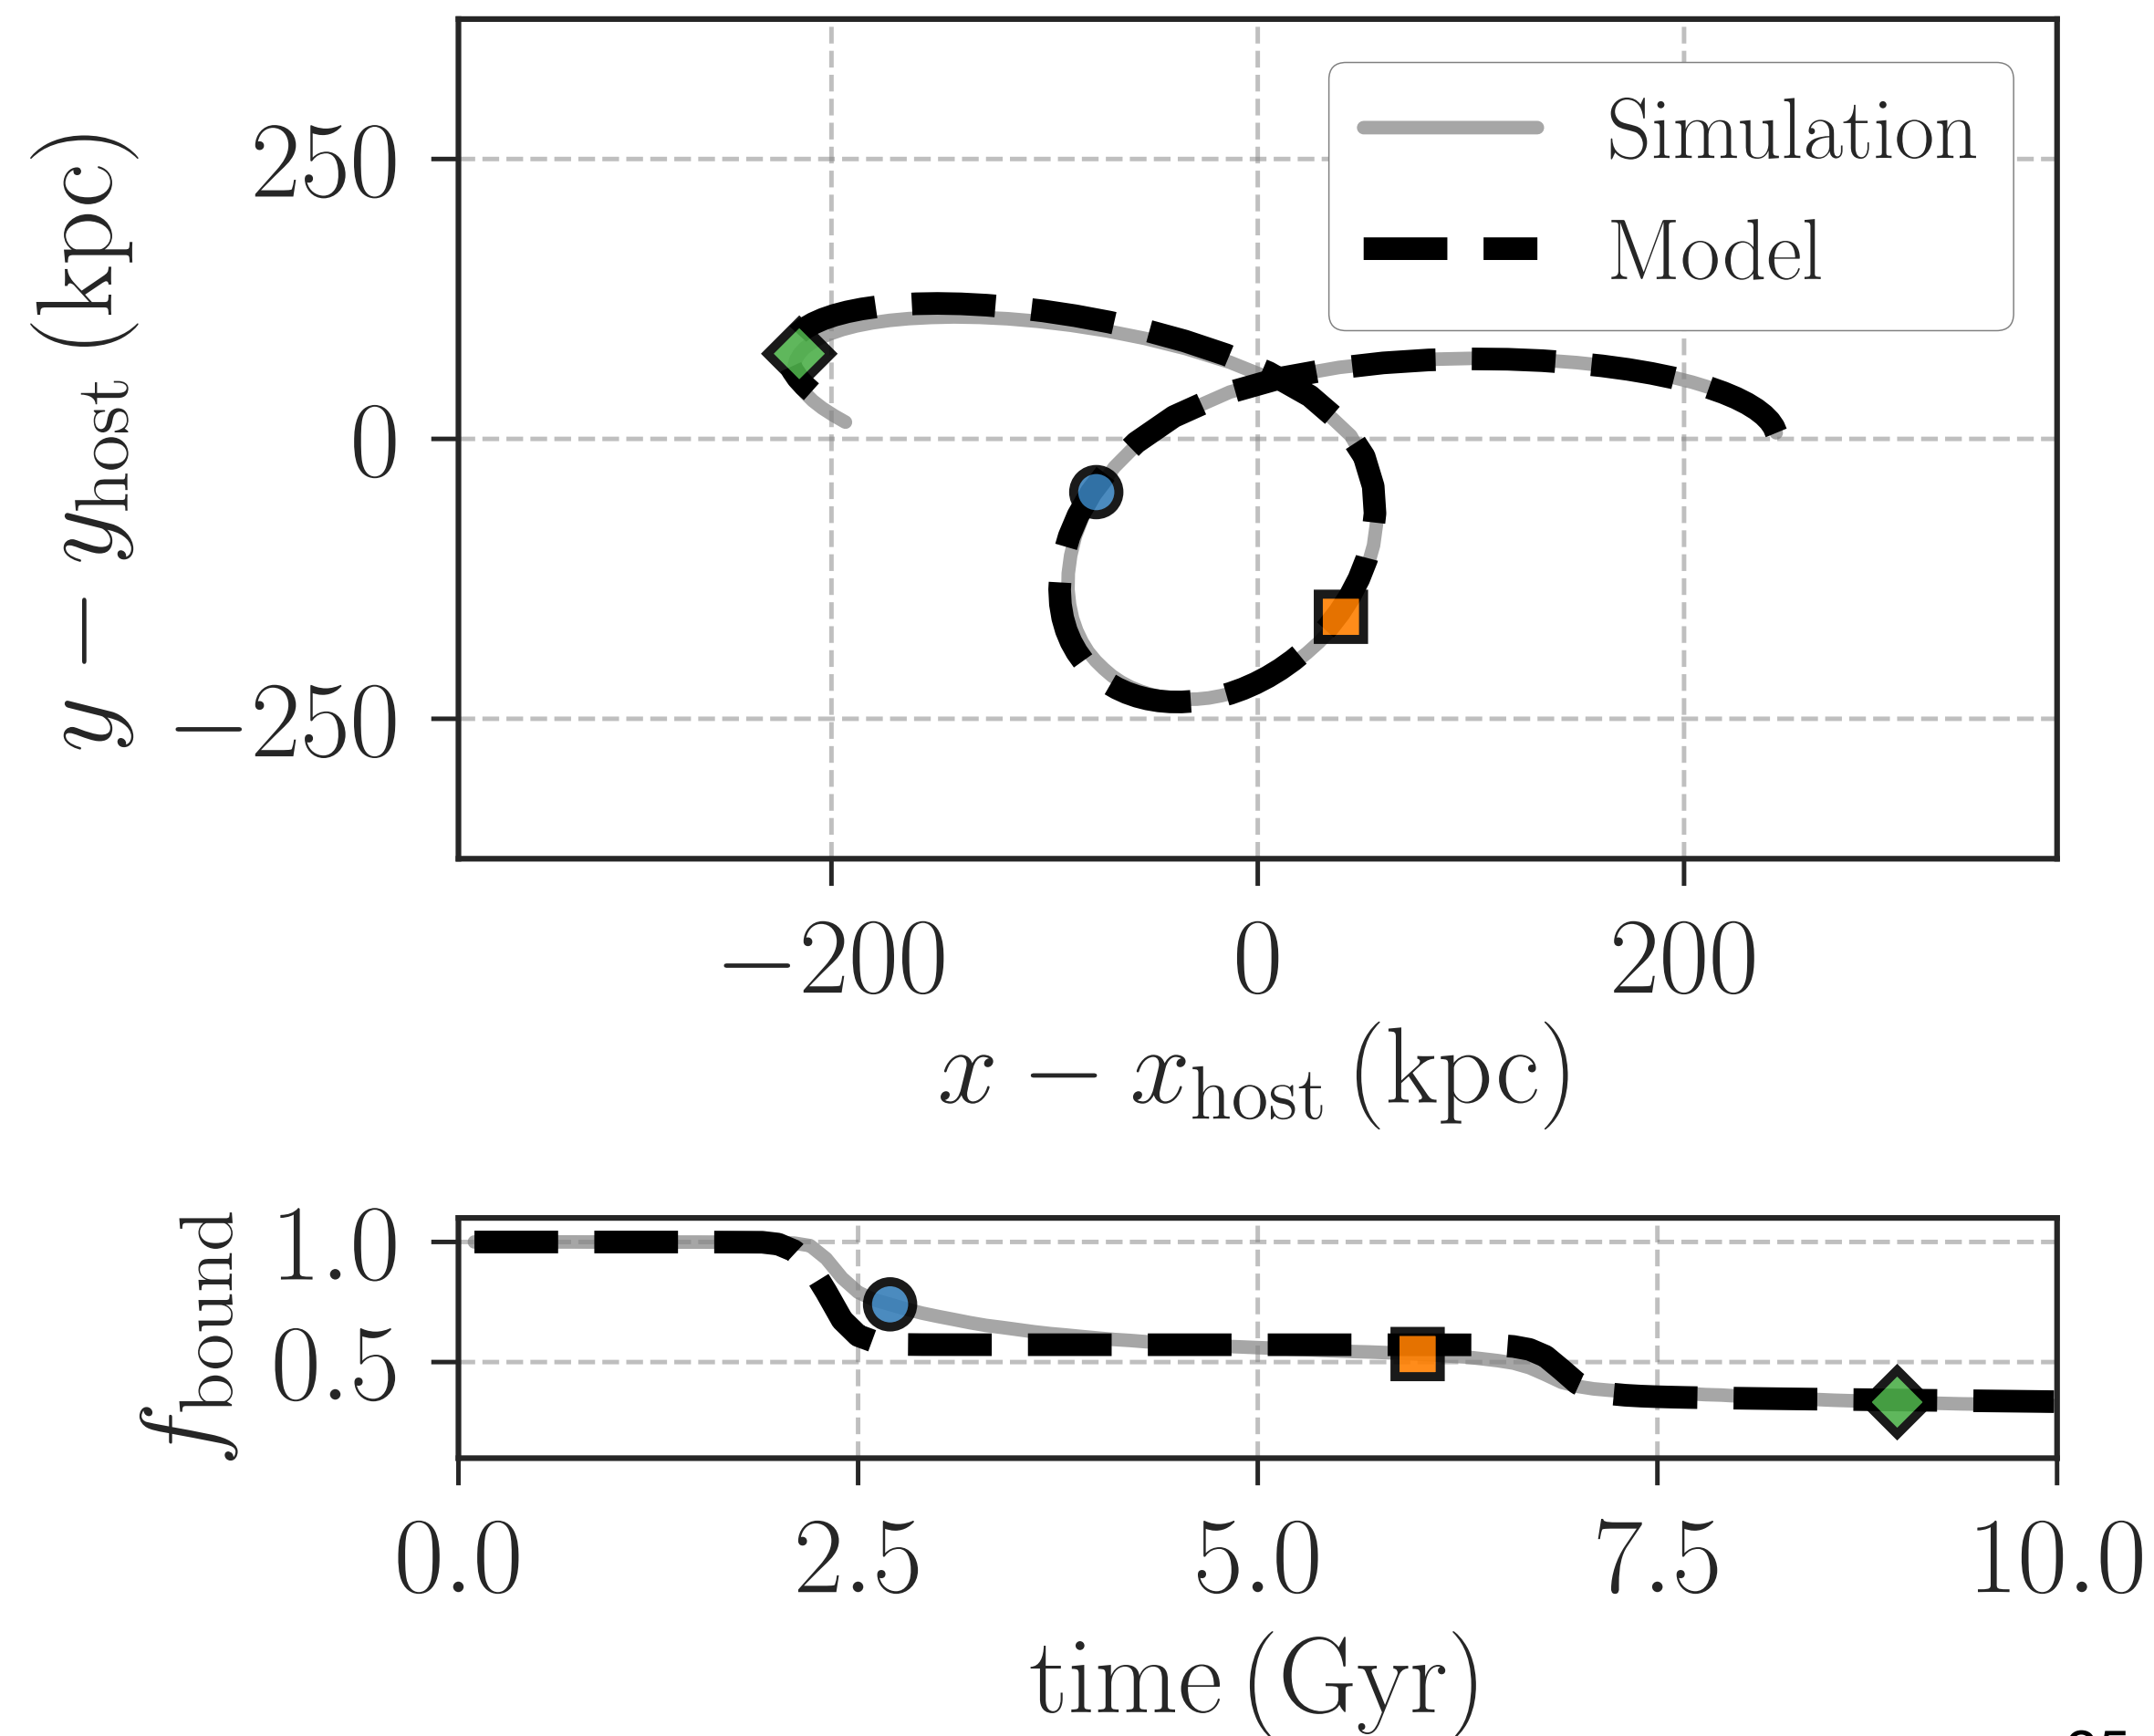 Simulation
Model
y − y_host (kpc)
250
0
−250
−200 0 200
x − x_host (kpc)
f_bound
1.0
0.5
0.0 2.5 5.0 7.5 10.0
time (Gyr)